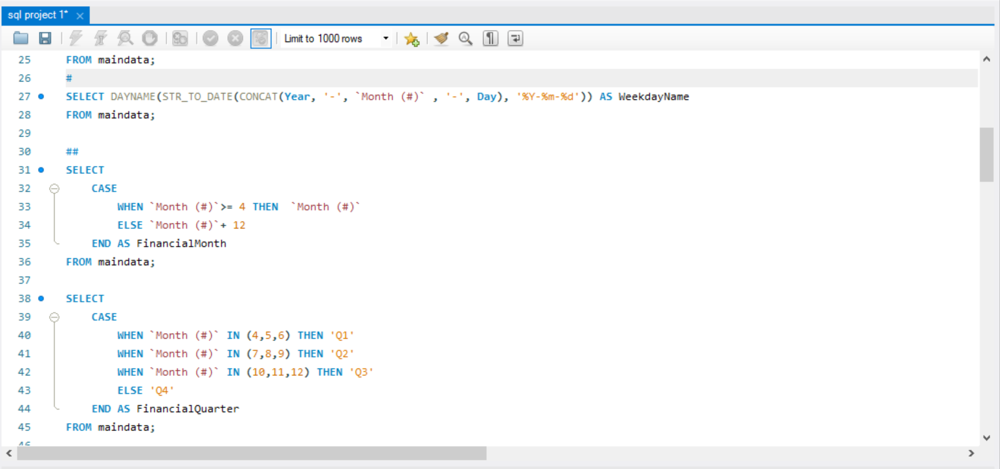 sql project 1*
Limit to 1000 rows
25 FROM maindata;
26 #
27 SELECT DAYNAME(STR_TO_DATE(CONCAT(Year, '-', `Month (#)` , '-', Day), '%Y-%m-%d')) AS WeekdayName
28 FROM maindata;
29
30 ##
31 SELECT
32 CASE
33 WHEN `Month (#)`>= 4 THEN  `Month (#)`
34 ELSE `Month (#)`+ 12
35 END AS FinancialMonth
36 FROM maindata;
37
38 SELECT
39 CASE
40 WHEN `Month (#)` IN (4,5,6) THEN 'Q1'
41 WHEN `Month (#)` IN (7,8,9) THEN 'Q2'
42 WHEN `Month (#)` IN (10,11,12) THEN 'Q3'
43 ELSE 'Q4'
44 END AS FinancialQuarter
45 FROM maindata;
46